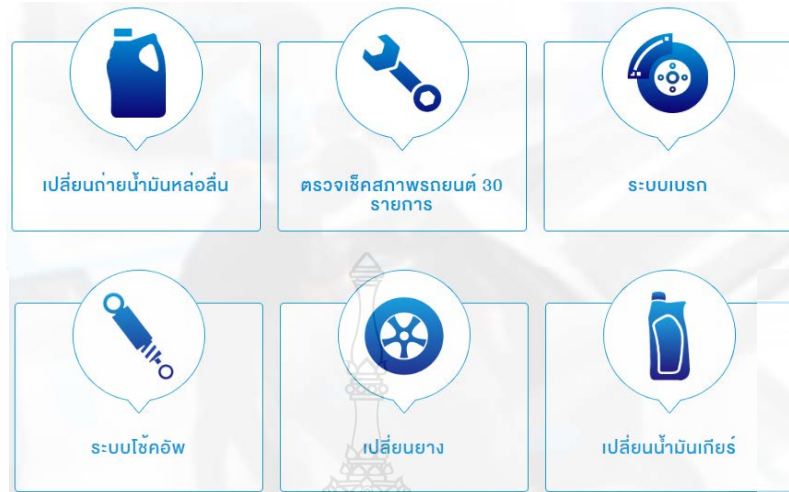 เปลี่ยนถ่ายน้ำมันหล่อลื่น
ตรวจเช็คสภาพรถยนต์ 30
รายการ
ระบบเบรก
ระบบโช้คอัพ
เปลี่ยนยาง
เปลี่ยนน้ำมันเกียร์